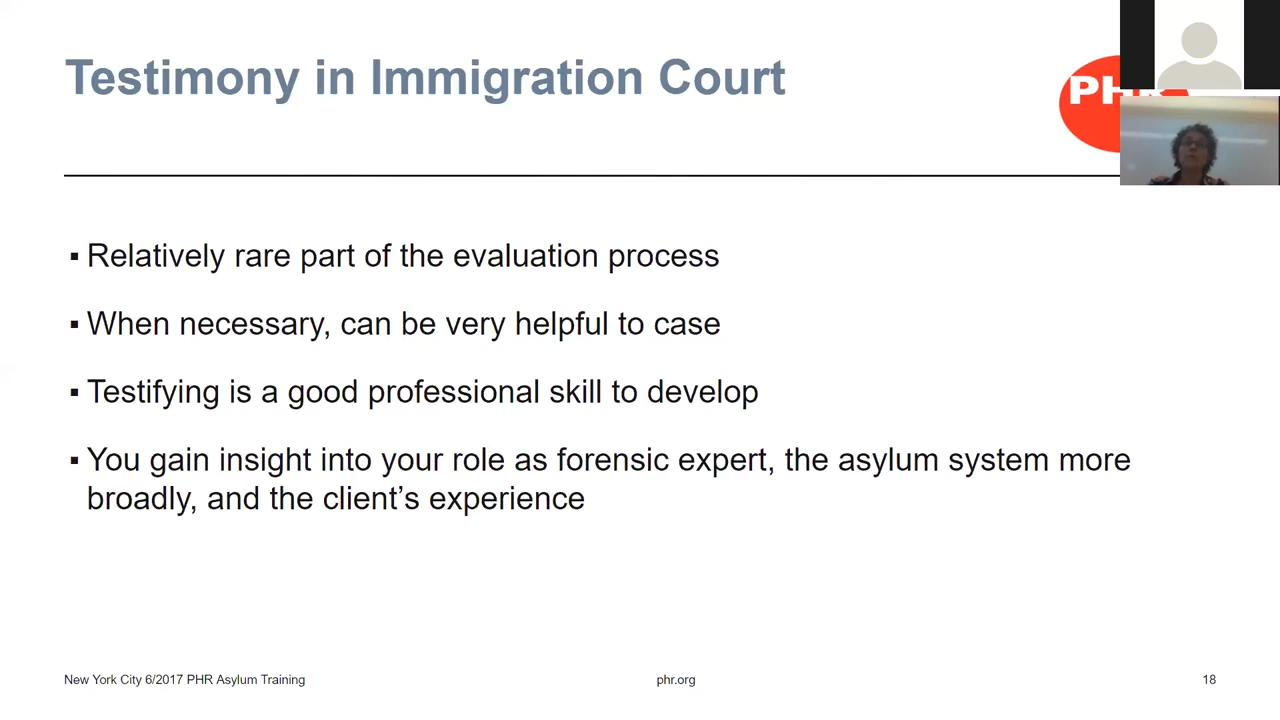 Testimony in Immigration Court
PHR
▪ Relatively rare part of the evaluation process
▪ When necessary, can be very helpful to case
▪ Testifying is a good professional skill to develop
▪ You gain insight into your role as forensic expert, the asylum system more
broadly, and the client’s experience
New York City 6/2017 PHR Asylum Training
phr.org
18